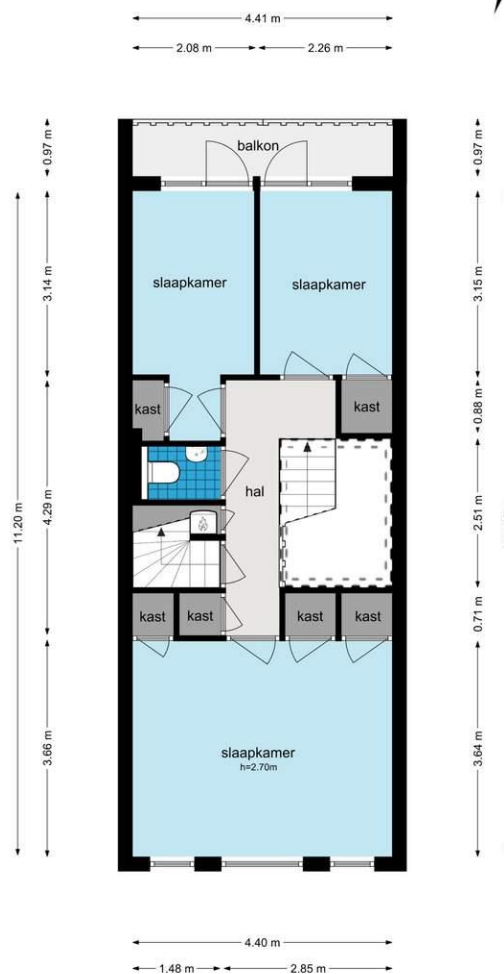 4.41 m
2.08 m
2.26 m
0.97 m
balkon
0.97 m
11.20 m
3.14 m
slaapkamer
slaapkamer
3.15 m
kast
kast
0.88 m
4.29 m
hal
2.51 m
kast
kast
kast
kast
0.71 m
3.66 m
slaapkamer
h=2.70m
3.64 m
4.40 m
1.48 m
2.85 m